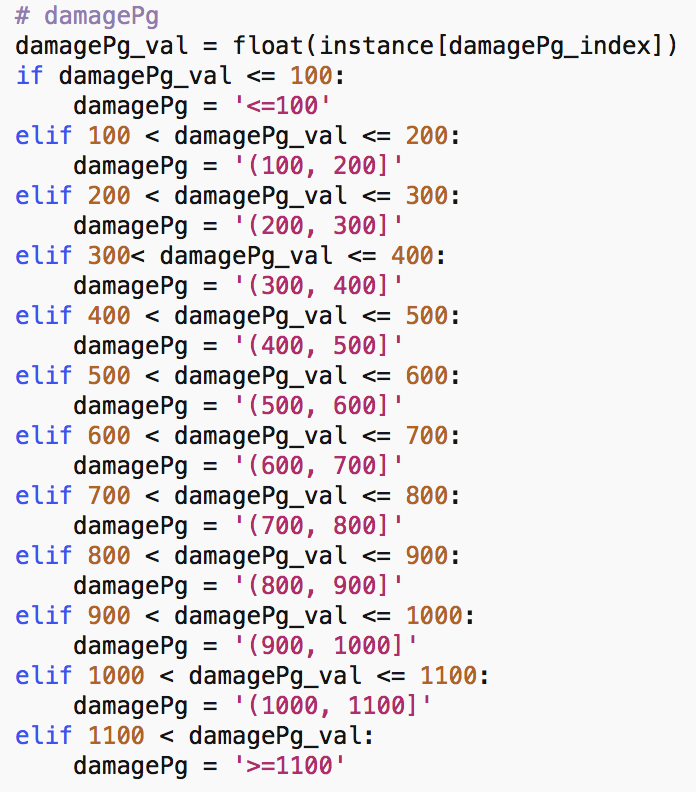 # damagePg
damagePg_val = float(instance[damagePg_index])
if damagePg_val <= 100:
    damagePg = '<=100'
elif 100 < damagePg_val <= 200:
    damagePg = '(100, 200]'
elif 200 < damagePg_val <= 300:
    damagePg = '(200, 300]'
elif 300< damagePg_val <= 400:
    damagePg = '(300, 400]'
elif 400 < damagePg_val <= 500:
    damagePg = '(400, 500]'
elif 500 < damagePg_val <= 600:
    damagePg = '(500, 600]'
elif 600 < damagePg_val <= 700:
    damagePg = '(600, 700]'
elif 700 < damagePg_val <= 800:
    damagePg = '(700, 800]'
elif 800 < damagePg_val <= 900:
    damagePg = '(800, 900]'
elif 900 < damagePg_val <= 1000:
    damagePg = '(900, 1000]'
elif 1000 < damagePg_val <= 1100:
    damagePg = '(1000, 1100]'
elif 1100 < damagePg_val:
    damagePg = '>=1100'